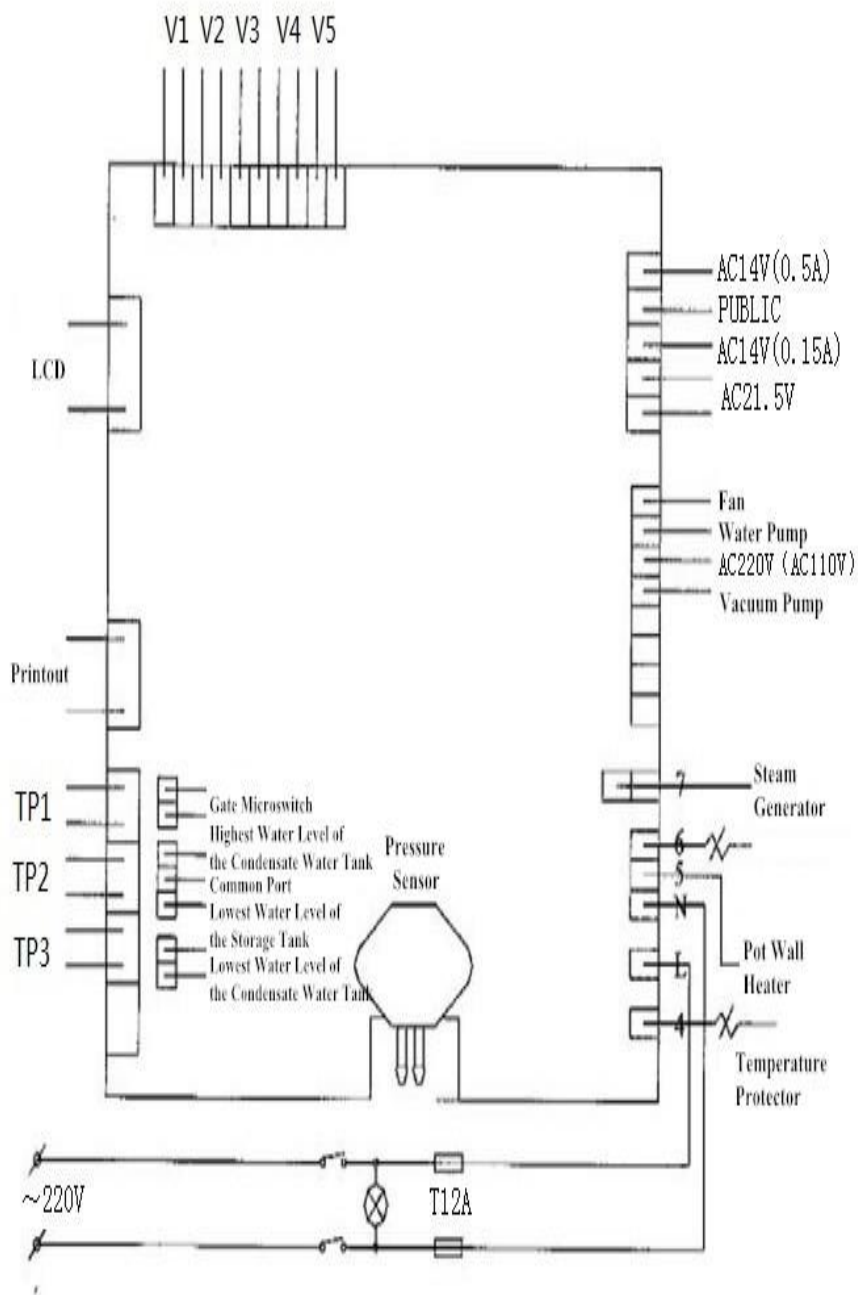 V1 V2 V3 V4 V5
AC14V(0.5A)
PUBLIC
AC14V(0.15A)
AC21.5V
LCD
Fan
Water Pump
AC220V (AC110V)
Vacuum Pump
Printout
7
Steam
Generator
TP1
TP2
TP3
Gate Microswitch
Highest Water Level of
the Condensate Water Tank
Common Port
Lowest Water Level of
the Storage Tank
Lowest Water Level of
the Condensate Water Tank
Pressure
Sensor
6
5
N
L
4
Pot Wall
Heater
Temperature
Protector
~220V
T12A